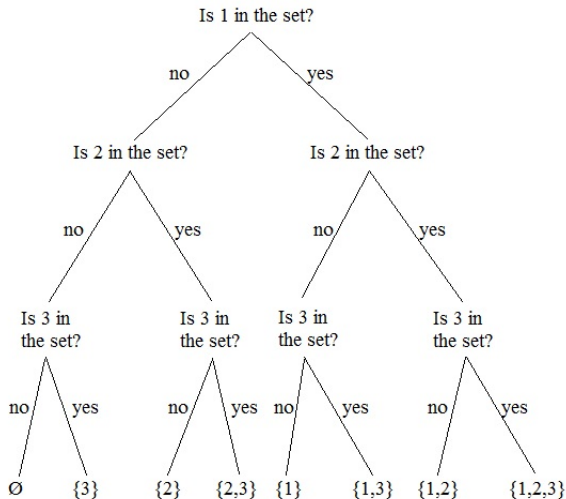 Is 1 in the set?
no yes
Is 2 in the set? Is 2 in the set?
no yes no yes
Is 3 in Is 3 in Is 3 in Is 3 in
the set? the set? the set? the set?
no yes no yes no yes no yes
Ø {3} {2} {2,3} {1} {1,3} {1,2} {1,2,3}